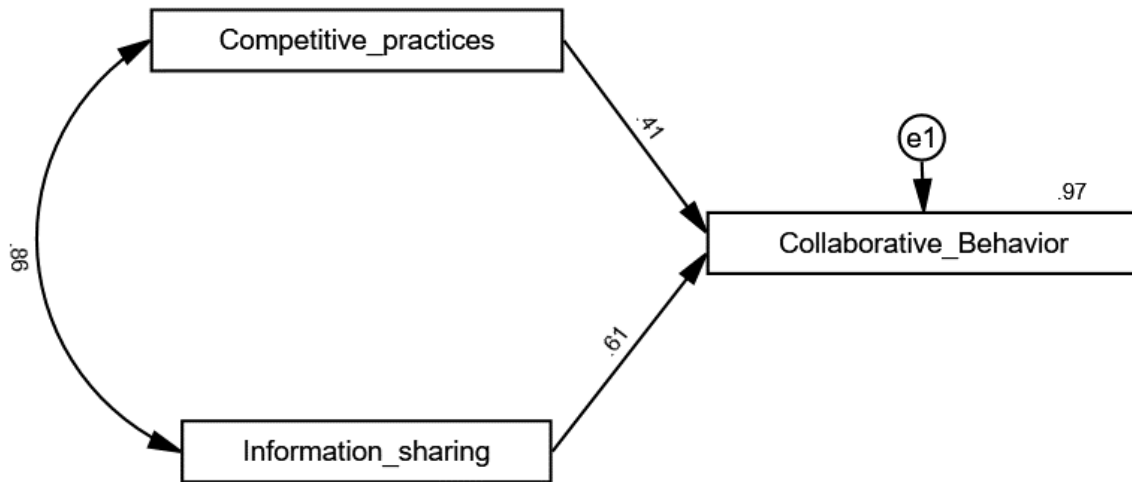 Competitive_practices
.41
e1
.97
Collaborative_Behavior
.86
.61
Information_sharing